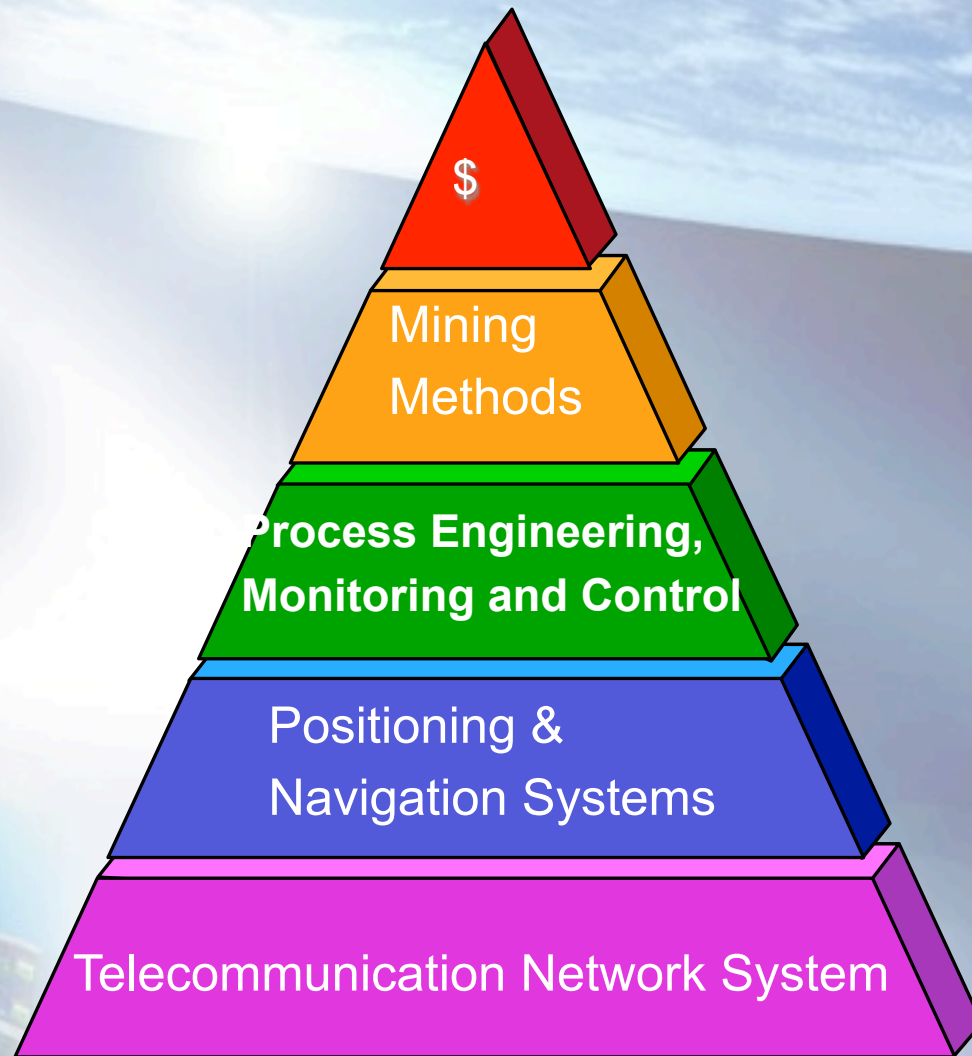 $
Mining
Methods
Process Engineering,
Monitoring and Control
Positioning &
Navigation Systems
Telecommunication Network System